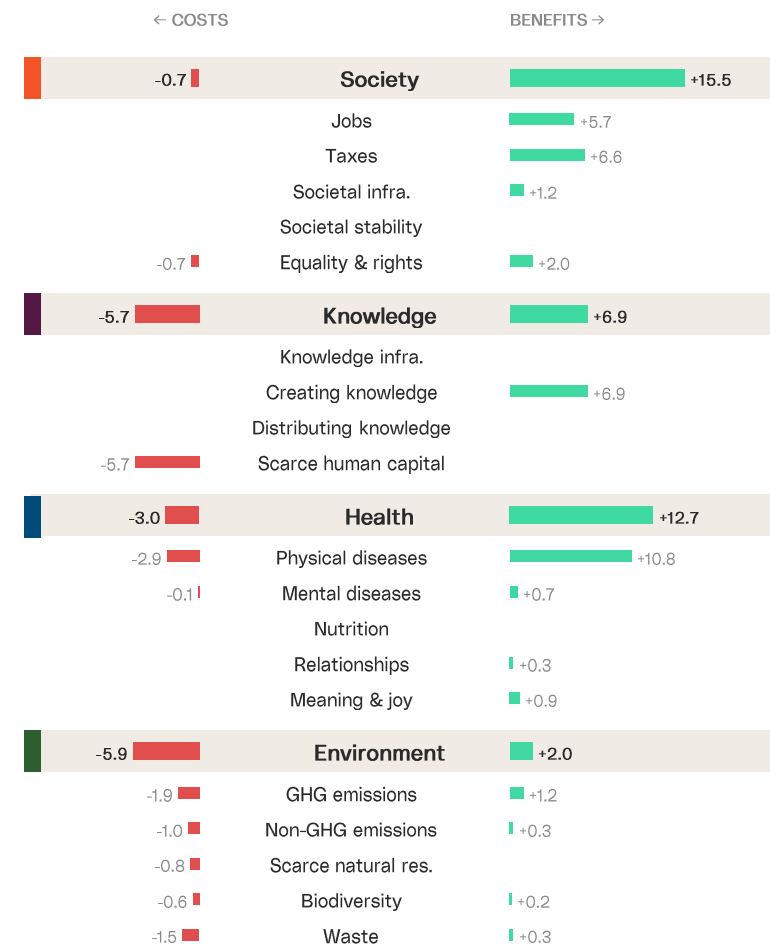 ← COSTS BENEFITS →
-0.7 Society +15.5
Jobs +5.7
Taxes +6.6
Societal infra. +1.2
Societal stability
-0.7 Equality & rights +2.0
-5.7 Knowledge +6.9
Knowledge infra.
Creating knowledge +6.9
Distributing knowledge
-5.7 Scarce human capital
-3.0 Health +12.7
-2.9 Physical diseases +10.8
-0.1 Mental diseases +0.7
Nutrition
Relationships +0.3
Meaning & joy +0.9
-5.9 Environment +2.0
-1.9 GHG emissions +1.2
-1.0 Non-GHG emissions +0.3
-0.8 Scarce natural res.
-0.6 Biodiversity +0.2
-1.5 Waste +0.3